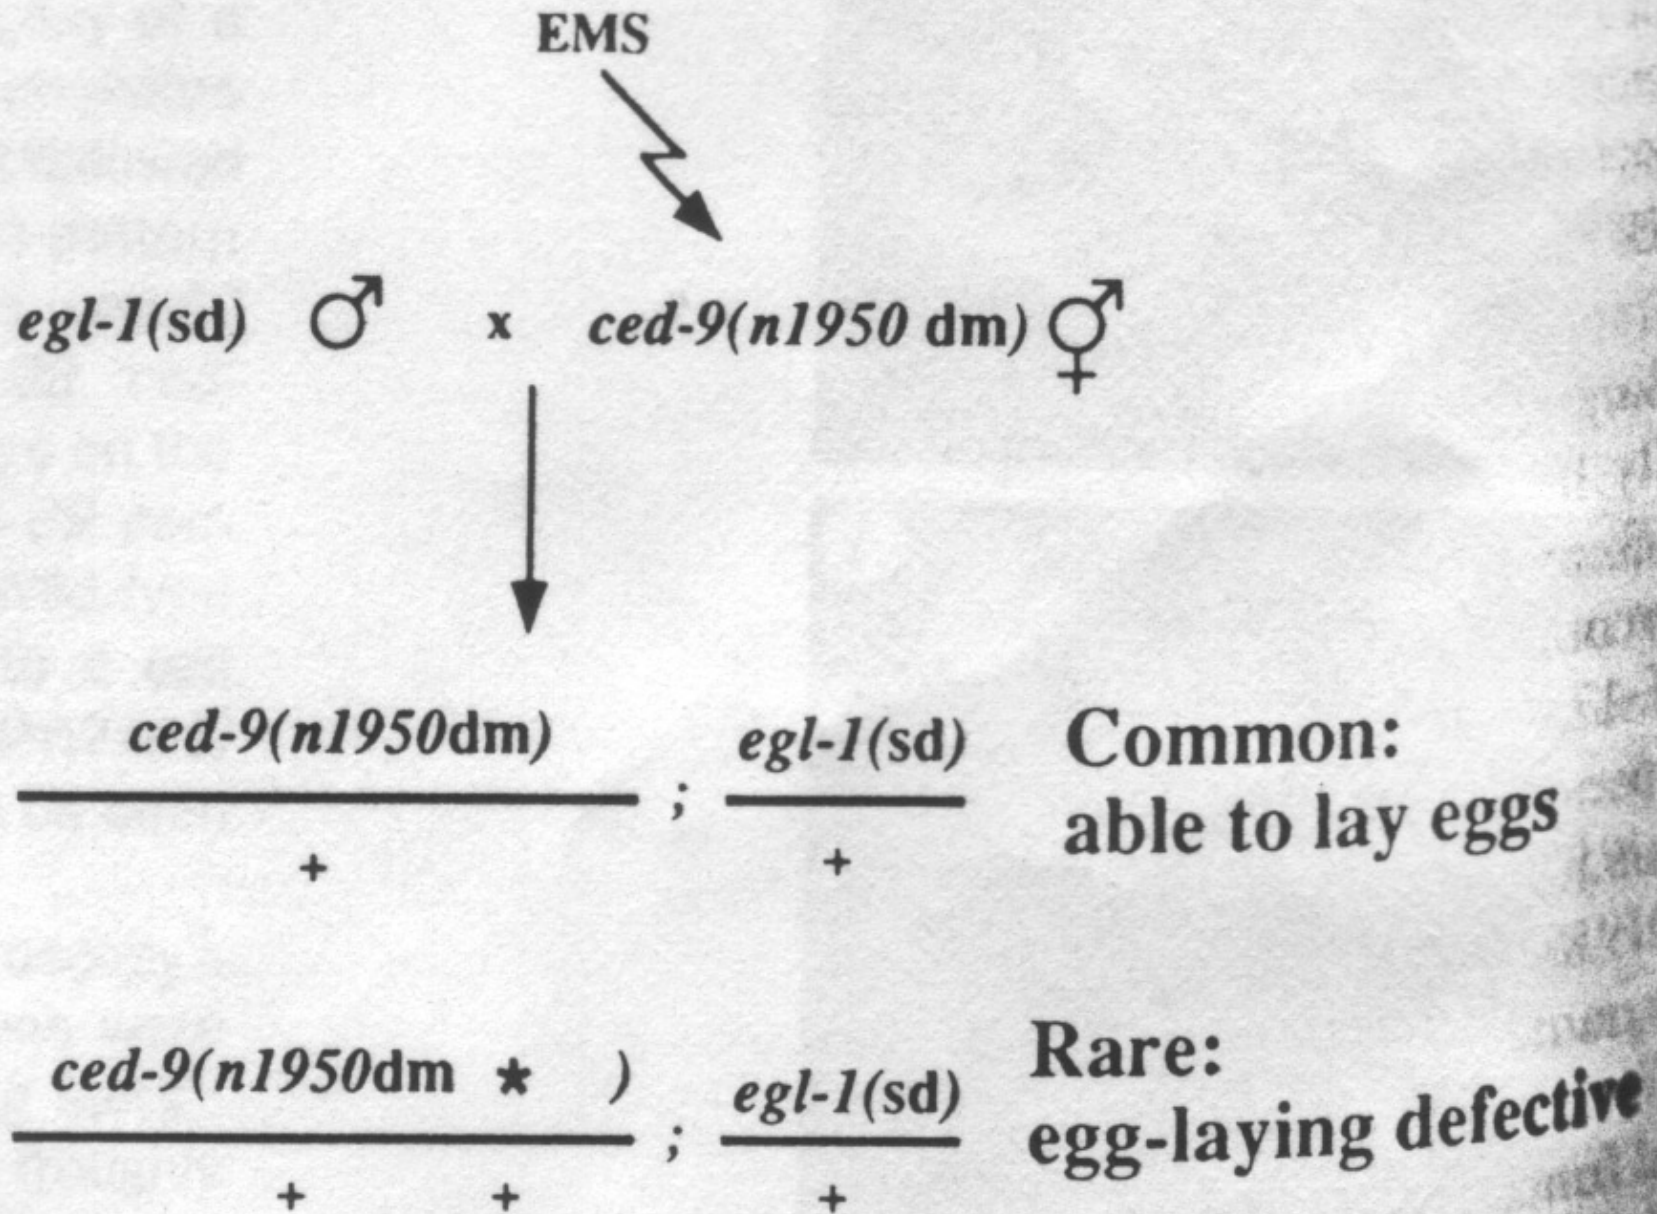 EMS
egl-1(sd) ♂ x ced-9(n1950 dm) ⚥
ced-9(n1950dm) ; egl-1(sd) Common:
+ + able to lay eggs
ced-9(n1950dm ★ ) ; egl-1(sd) Rare:
+ + + egg-laying defective